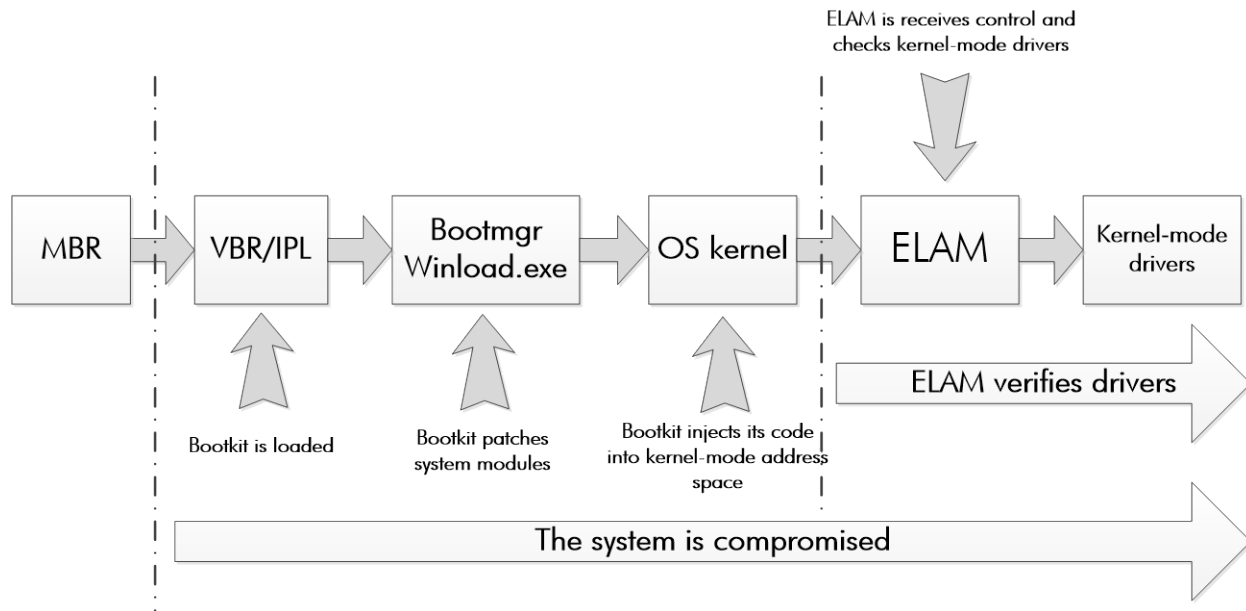 ELAM is receives control and
checks kernel-mode drivers
MBR
VBR/IPL
Bootmgr
Winload.exe
OS kernel
ELAM
Kernel-mode
drivers
ELAM verifies drivers
Bootkit is loaded
Bootkit patches
system modules
Bootkit injects its code
into kernel-mode address
space
The system is compromised